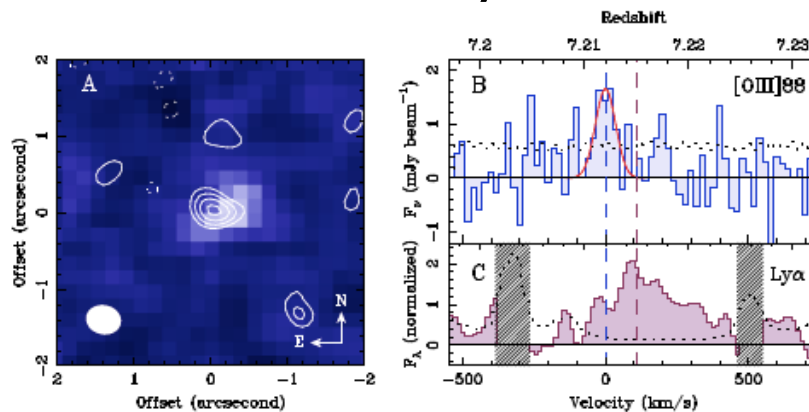 Redshift
7.2 7.21 7.22 7.23
A
B [OIII]88
C Lyα
N
E
Offset (arcsecond)
2 1 0 -1 -2
2 1 0 -1 -2
Offset (arcsecond)
Fν (mJy beam⁻¹)
2 1 0 -1
Fλ (normalized)
2 1 0
-500 0 500
Velocity (km/s)